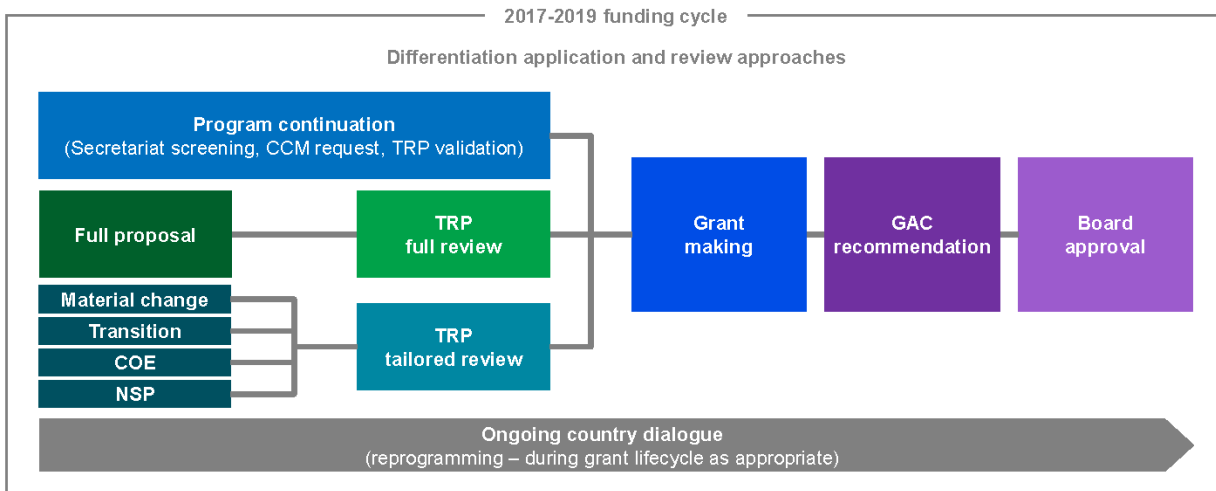 2017-2019 funding cycle
Differentiation application and review approaches
Program continuation
(Secretariat screening, CCM request, TRP validation)
Full proposal
TRP
full review
Material change
Transition
COE
NSP
TRP
tailored review
Grant
making
GAC
recommendation
Board
approval
Ongoing country dialogue
(reprogramming – during grant lifecycle as appropriate)